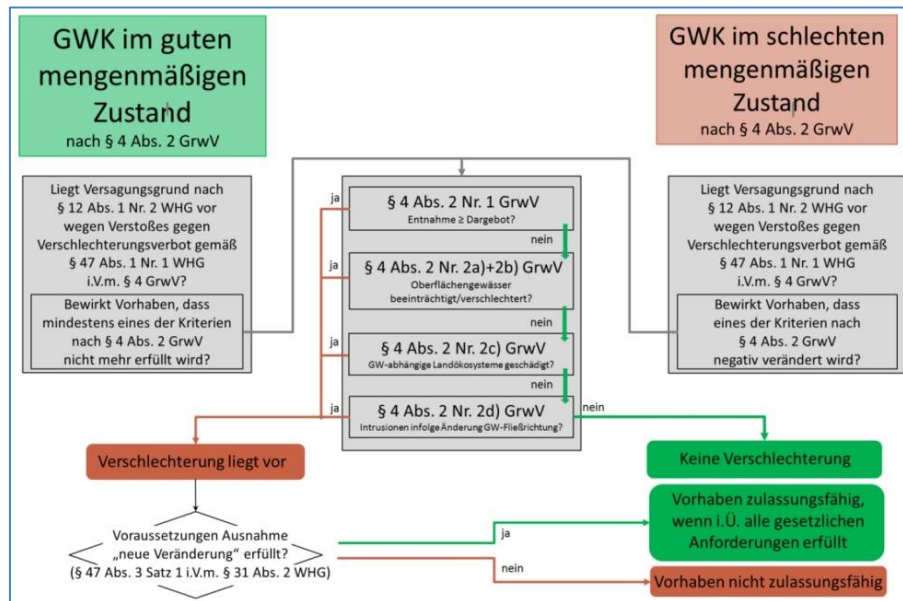 GWK im guten
mengenmäßigen
Zustand
nach § 4 Abs. 2 GrwV
GWK im schlechten
mengenmäßigen
Zustand
nach § 4 Abs. 2 GrwV
Liegt Versagungsgrund nach
§ 12 Abs. 1 Nr. 2 WHG vor
wegen Verstoßes gegen
Verschlechterungsverbot gemäß
§ 47 Abs. 1 Nr. 1 WHG
i.V.m. § 4 GrwV?
Bewirkt Vorhaben, dass
mindestens eines der Kriterien
nach § 4 Abs. 2 GrwV
nicht mehr erfüllt wird?
ja
§ 4 Abs. 2 Nr. 1 GrwV
Entnahme ≥ Dargebot?
nein
ja
§ 4 Abs. 2 Nr. 2a)+2b) GrwV
Oberflächengewässer
beeinträchtigt/verschlechtert?
nein
ja
§ 4 Abs. 2 Nr. 2c) GrwV
GW-abhängige Landökosysteme geschädigt?
nein
ja
§ 4 Abs. 2 Nr. 2d) GrwV
Intrusionen infolge Änderung GW-Fließrichtung?
nein
Liegt Versagungsgrund nach
§ 12 Abs. 1 Nr. 2 WHG vor
wegen Verstoßes gegen
Verschlechterungsverbot gemäß
§ 47 Abs. 1 Nr. 1 WHG
i.V.m. § 4 GrwV?
Bewirkt Vorhaben, dass
eines der Kriterien nach
§ 4 Abs. 2 GrwV
negativ verändert wird?
Verschlechterung liegt vor
Keine Verschlechterung
Voraussetzungen Ausnahme
„neue Veränderung“ erfüllt?
(§ 47 Abs. 3 Satz 1 i.V.m. § 31 Abs. 2 WHG)
ja
nein
Vorhaben zulassungsfähig,
wenn i.Ü. alle gesetzlichen
Anforderungen erfüllt
Vorhaben nicht zulassungsfähig